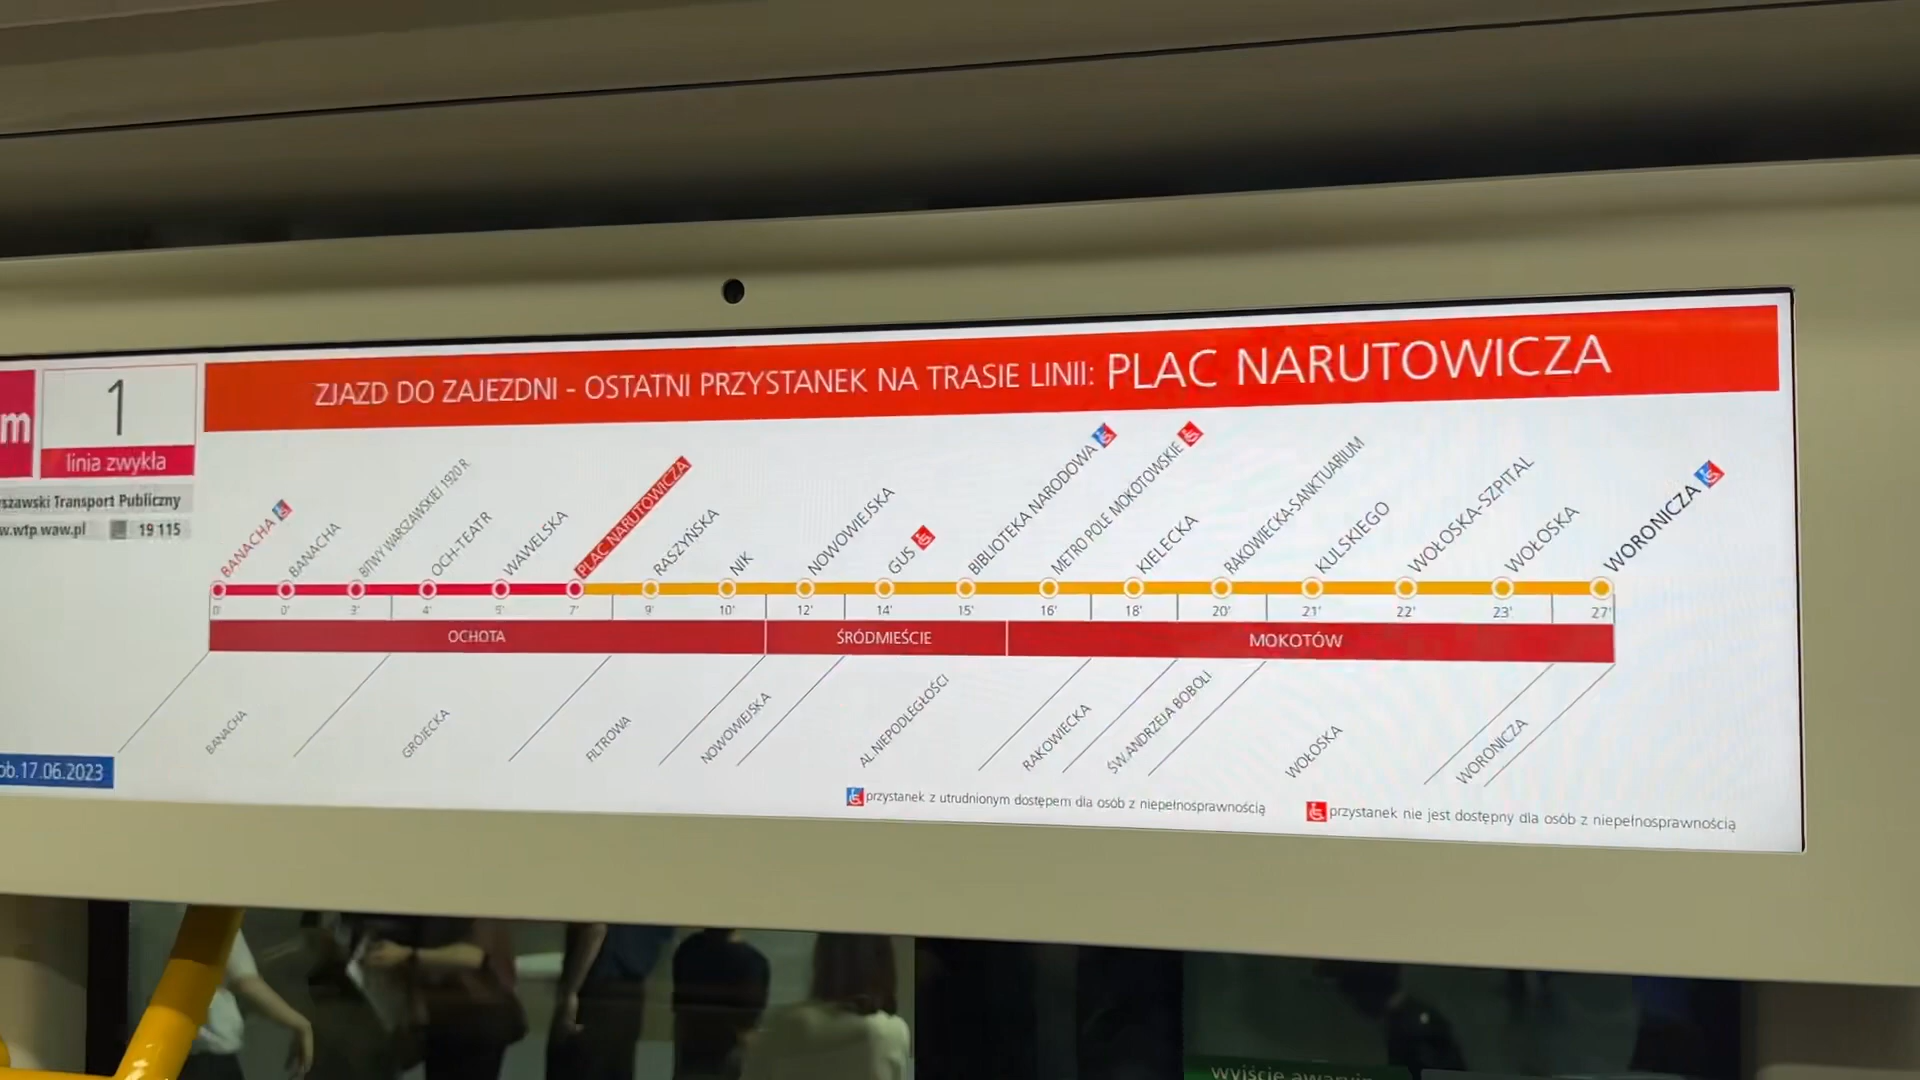 m
1
linia zwykła
szawski Transport Publiczny
w.wtp.waw.pl 19 115
ZJAZD DO ZAJEZDNI - OSTATNI PRZYSTANEK NA TRASIE LINII: PLAC NARUTOWICZA
BANACHA
BANACHA
BITWY WARSZAWSKIEJ 1920 R.
OCH-TEATR
WAWELSKA
PLAC NARUTOWICZA
RASZYŃSKA
NIK
NOWOWIEJSKA
GUS
BIBLIOTEKA NARODOWA
METRO POLE MOKOTOWSKIE
KIELECKA
RAKOWIECKA-SANKTUARIUM
KULSKIEGO
WOŁOSKA-SZPITAL
WOŁOSKA
WORONICZA
0' 0' 3' 4' 5' 7' 9' 10' 12' 14' 15' 16' 18' 20' 21' 22' 23' 27'
OCHOTA ŚRÓDMIEŚCIE MOKOTÓW
BANACHA
GRÓJECKA
FILTROWA
NOWOWIEJSKA
AL.NIEPODLEGŁOŚCI
RAKOWIECKA
ŚW.ANDRZEJA BOBOLI
WOŁOSKA
WORONICZA
ob.17.06.2023
przystanek z utrudnionym dostępem dla osób z niepełnosprawnością
przystanek nie jest dostępny dla osób z niepełnosprawnością
wyjście